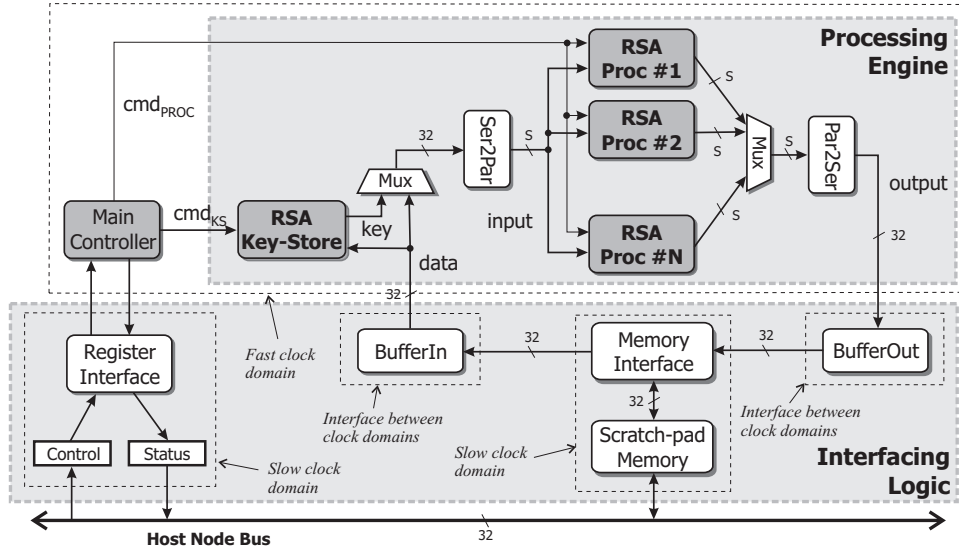 Processing
Engine
RSA
Proc #1
S
cmdPROC
RSA
Proc #2
S
32
Ser2Par
S
Mux
S
Par2Ser
Mux
output
Main
Controller
cmdKS
RSA
Key-Store
key
input
RSA
Proc #N
S
data
32
32
Fast clock
domain
Register
Interface
BufferIn
32
Memory
Interface
32
BufferOut
Interface between
clock domains
32
Interface between
clock domains
Control
Status
Slow clock
domain
Slow clock
domain
Scratch-pad
Memory
Interfacing
Logic
Host Node Bus
32